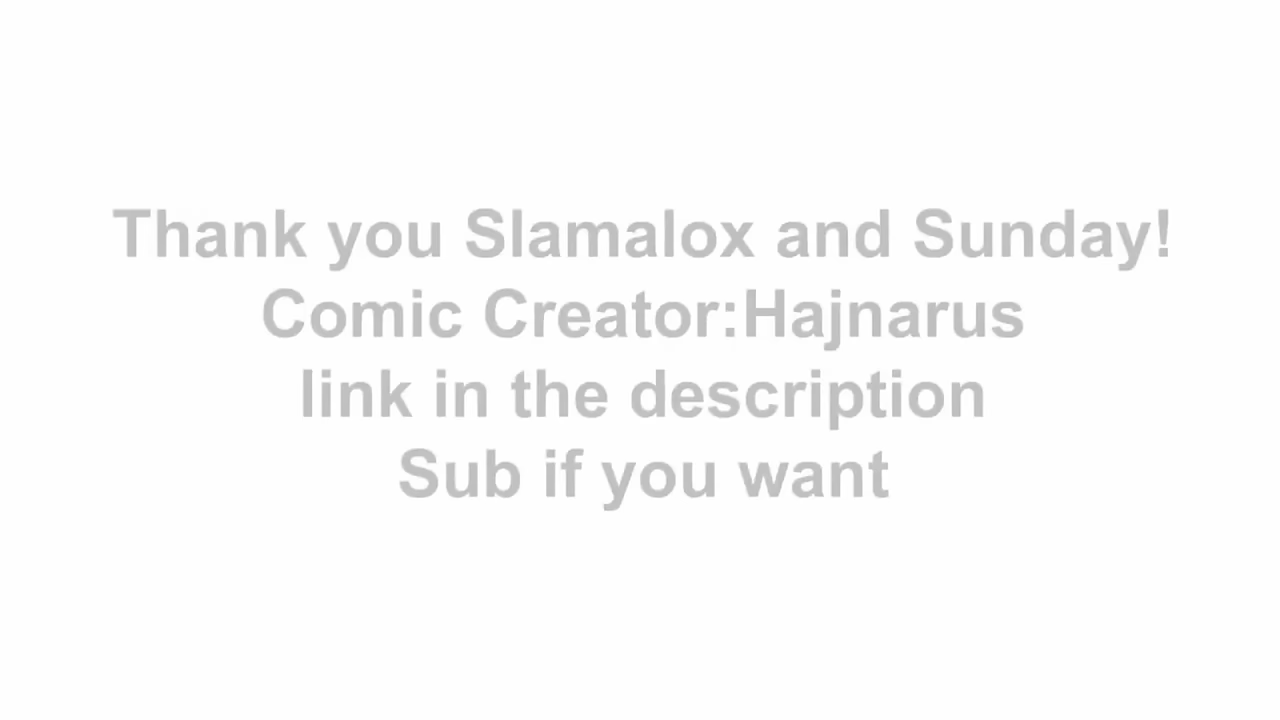 Thank you Slamalox and Sunday!
Comic Creator:Hajnarus
link in the description
Sub if you want